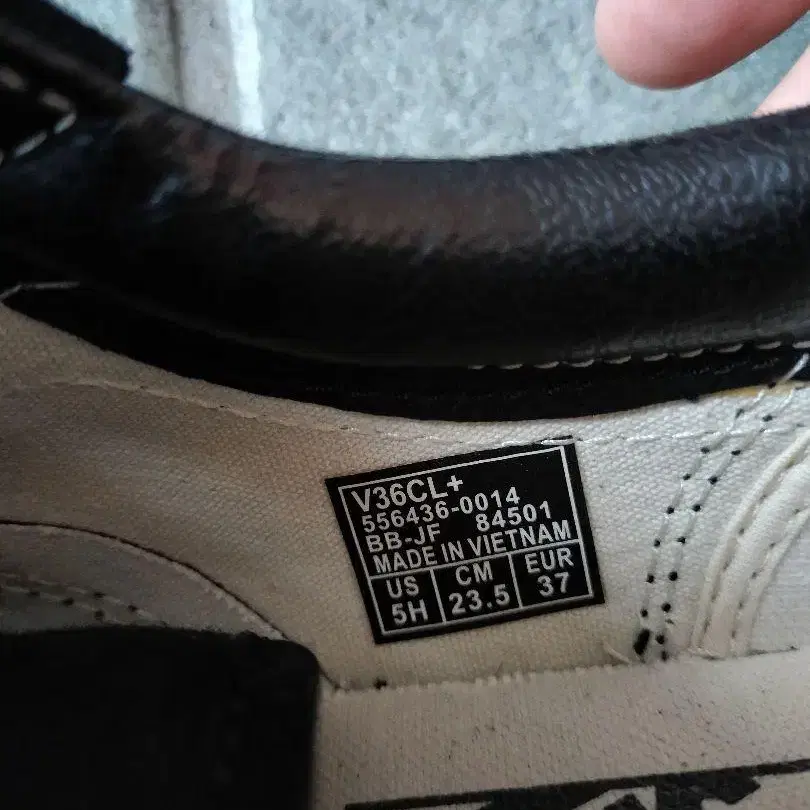 V36CL+
556436-0014
BB-JF 84501
MADE IN VIETNAM
US CM EUR
5H 23.5 37